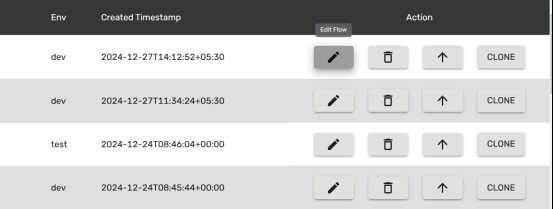 Env Created Timestamp Action
Edit Flow
dev 2024-12-27T14:12:52+05:30 CLONE
dev 2024-12-27T11:34:24+05:30 CLONE
test 2024-12-24T08:46:04+00:00 CLONE
dev 2024-12-24T08:45:44+00:00 CLONE